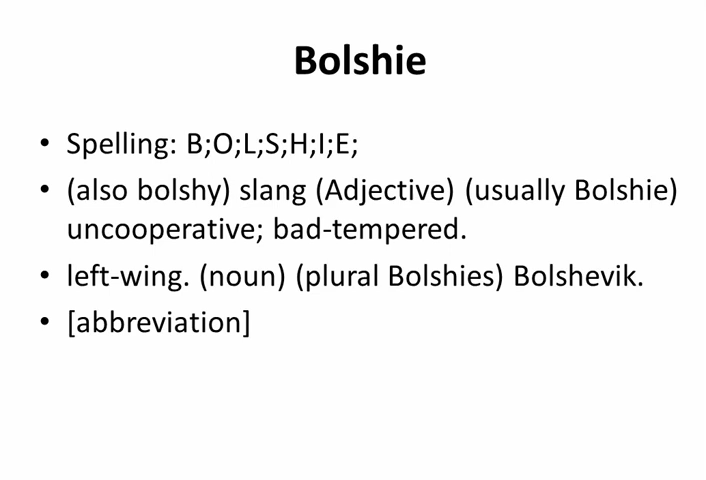 Bolshie
• Spelling: B;O;L;S;H;I;E;
• (also bolshy) slang (Adjective) (usually Bolshie)
uncooperative; bad-tempered.
• left-wing. (noun) (plural Bolshies) Bolshevik.
• [abbreviation]